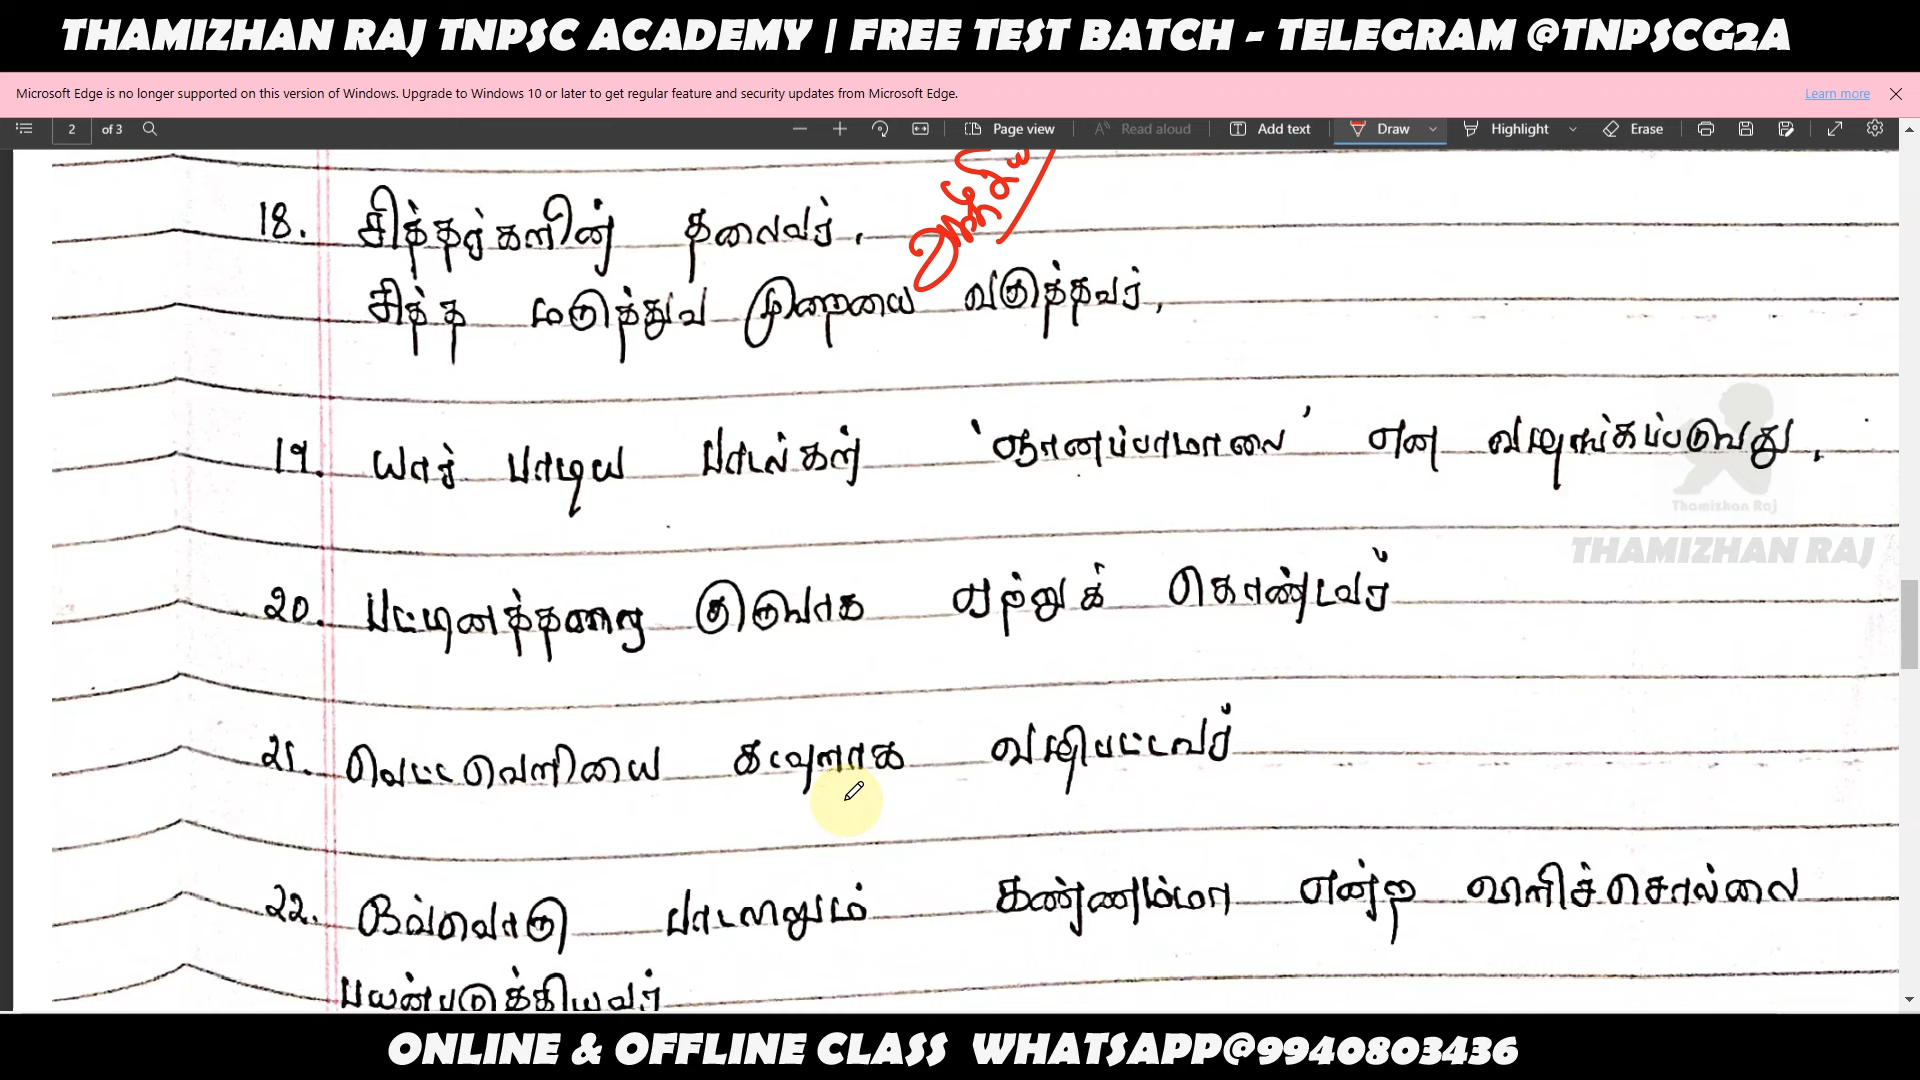 THAMIZHAN RAJ TNPSC ACADEMY | FREE TEST BATCH - TELEGRAM @TNPSCG2A
Microsoft Edge is no longer supported on this version of Windows. Upgrade to Windows 10 or later to get regular feature and security updates from Microsoft Edge. Learn more
2 of 3 Page view Read aloud Add text Draw Highlight Erase
18. சித்தர்களின் தலைவர்,
சித்த மருத்துவ முறையை வகுத்தவர்,
19. யார் பாடிய பாடல்கள் 'ஞானப்பாமாலை' என வழங்கப்படுவது,
Thamizhan Raj
THAMIZHAN RAJ
20. பட்டினத்தாரை குருவாக ஏற்றுக் கொண்டவர்
21. வெட்டவெளியை கடவுளாக வழிபட்டவர்
22. ஒவ்வொரு பாடலிலும் கண்ணம்மா என்ற விளிச்சொல்லை
பயன்படுத்தியவர்
ONLINE & OFFLINE CLASS WHATSAPP@9940803436